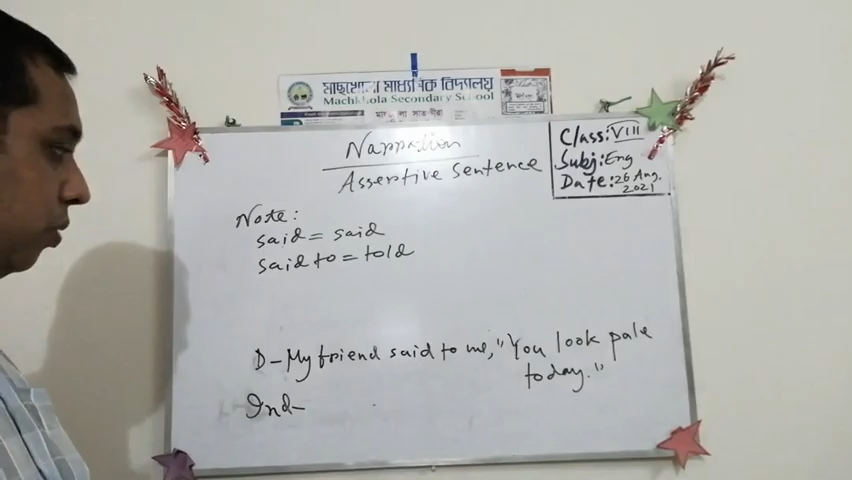 মাছখোলা মাধ্যমিক বিদ্যালয়
Machkhola Secondary School
Narration
Assertive Sentence
Class: VIII
Subj: Eng
Date: 26 Aug. 2021
Note:
said = said
said to = told
D- My friend said to me, "You look pale
today."
Ind-